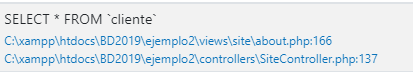 SELECT * FROM `cliente`
C:\xampp\htdocs\BD2019\ejemplo2\views\site\about.php:166
C:\xampp\htdocs\BD2019\ejemplo2\controllers\SiteController.php:137